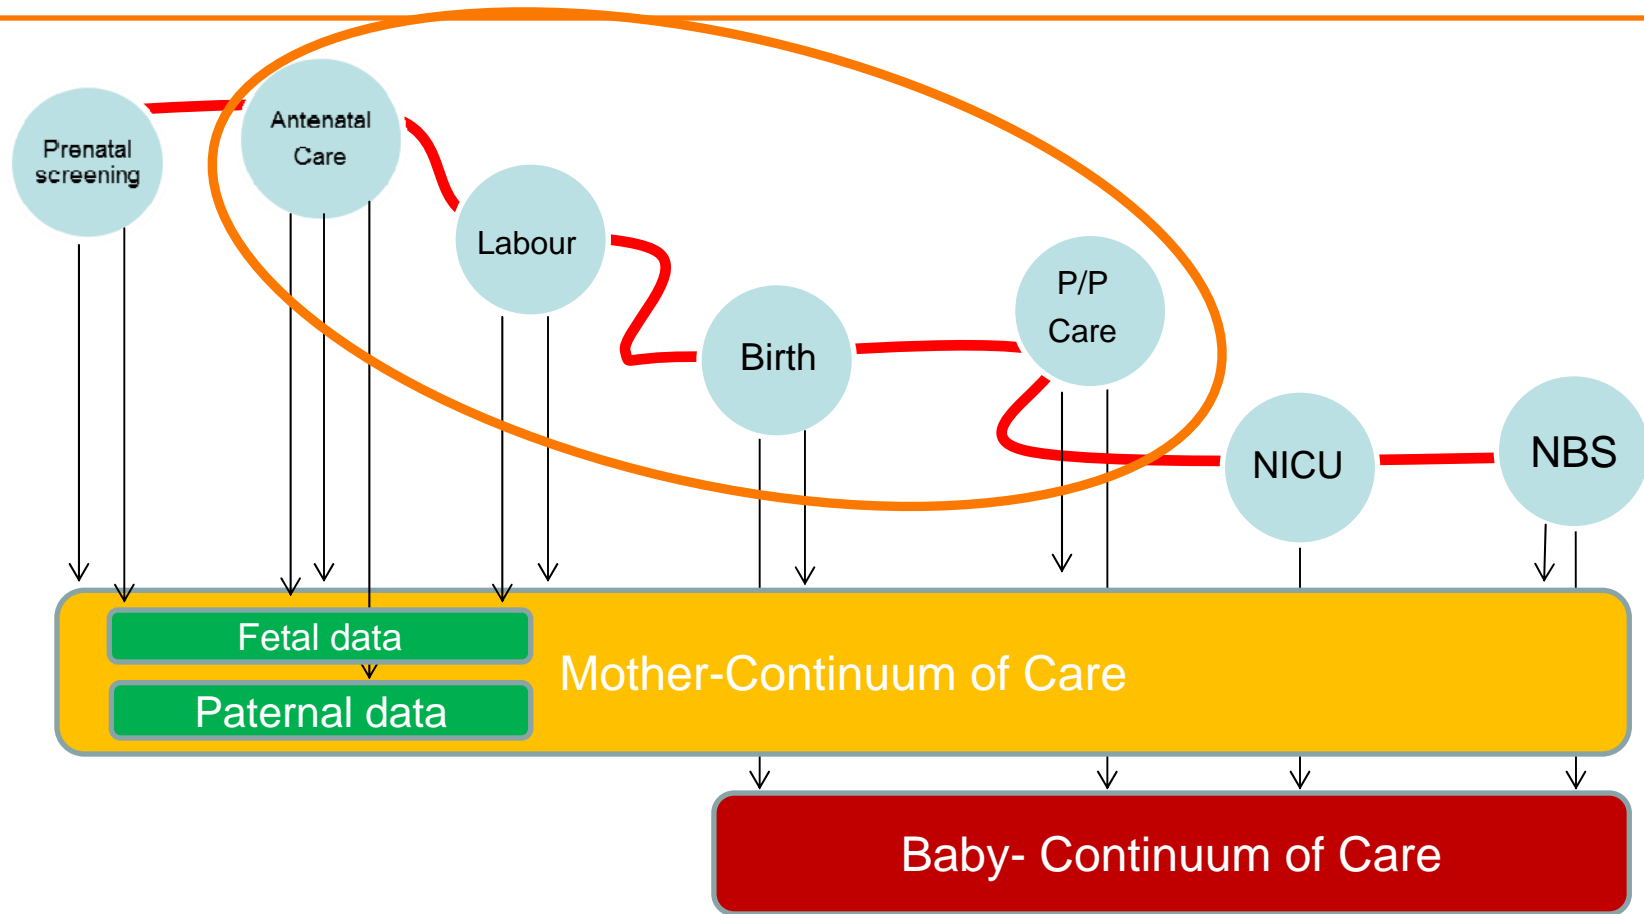 Prenatal
screening
Antenatal
Care
Labour
Birth
P/P
Care
NICU
NBS
Fetal data
Paternal data
Mother-Continuum of Care
Baby- Continuum of Care